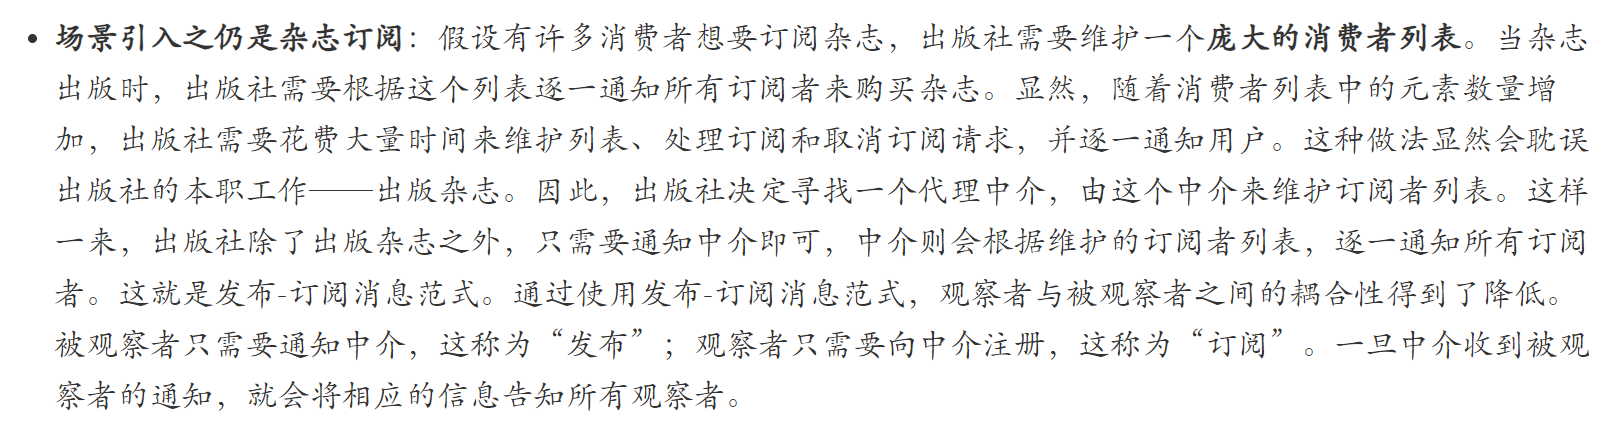 • 场景引入之仍是杂志订阅：假设有许多消费者想要订阅杂志，出版社需要维护一个庞大的消费者列表。当杂志
出版时，出版社需要根据这个列表逐一通知所有订阅者来购买杂志。显然，随着消费者列表中的元素数量增
加，出版社需要花费大量时间来维护列表、处理订阅和取消订阅请求，并逐一通知用户。这种做法显然会耽误
出版社的本职工作——出版杂志。因此，出版社决定寻找一个代理中介，由这个中介来维护订阅者列表。这样
一来，出版社除了出版杂志之外，只需要通知中介即可，中介则会根据维护的订阅者列表，逐一通知所有订阅
者。这就是发布-订阅消息范式。通过使用发布-订阅消息范式，观察者与被观察者之间的耦合性得到了降低。
被观察者只需要通知中介，这称为“发布”；观察者只需要向中介注册，这称为“订阅”。一旦中介收到被观
察者的通知，就会将相应的信息告知所有观察者。